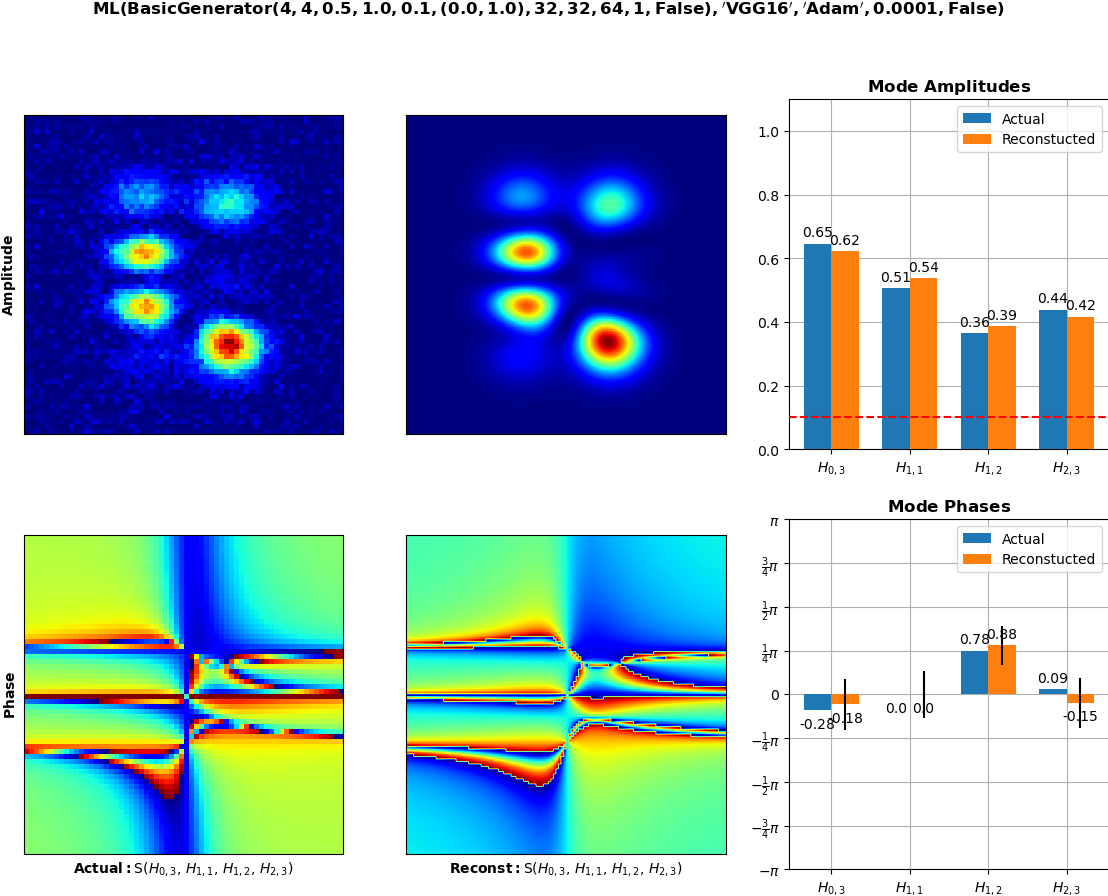 ML(BasicGenerator(4, 4, 0.5, 1.0, 0.1, (0.0, 1.0), 32, 32, 64, 1, False), ′VGG16′, ′Adam′, 0.0001, False)
Amplitude
Mode Amplitudes
Actual
Reconstucted
1.0
0.8
0.6
0.4
0.2
0.0
0.65
0.62
0.51
0.54
0.36
0.39
0.44
0.42
H0,3
H1,1
H1,2
H2,3
Phase
Actual: S(H0,3, H1,1, H1,2, H2,3)
Reconst: S(H0,3, H1,1, H1,2, H2,3)
Mode Phases
Actual
Reconstucted
π
3/4π
1/2π
1/4π
0
−1/4π
−1/2π
−3/4π
−π
-0.28
-0.18
0.0
0.0
0.78
0.88
0.09
-0.15
H0,3
H1,1
H1,2
H2,3